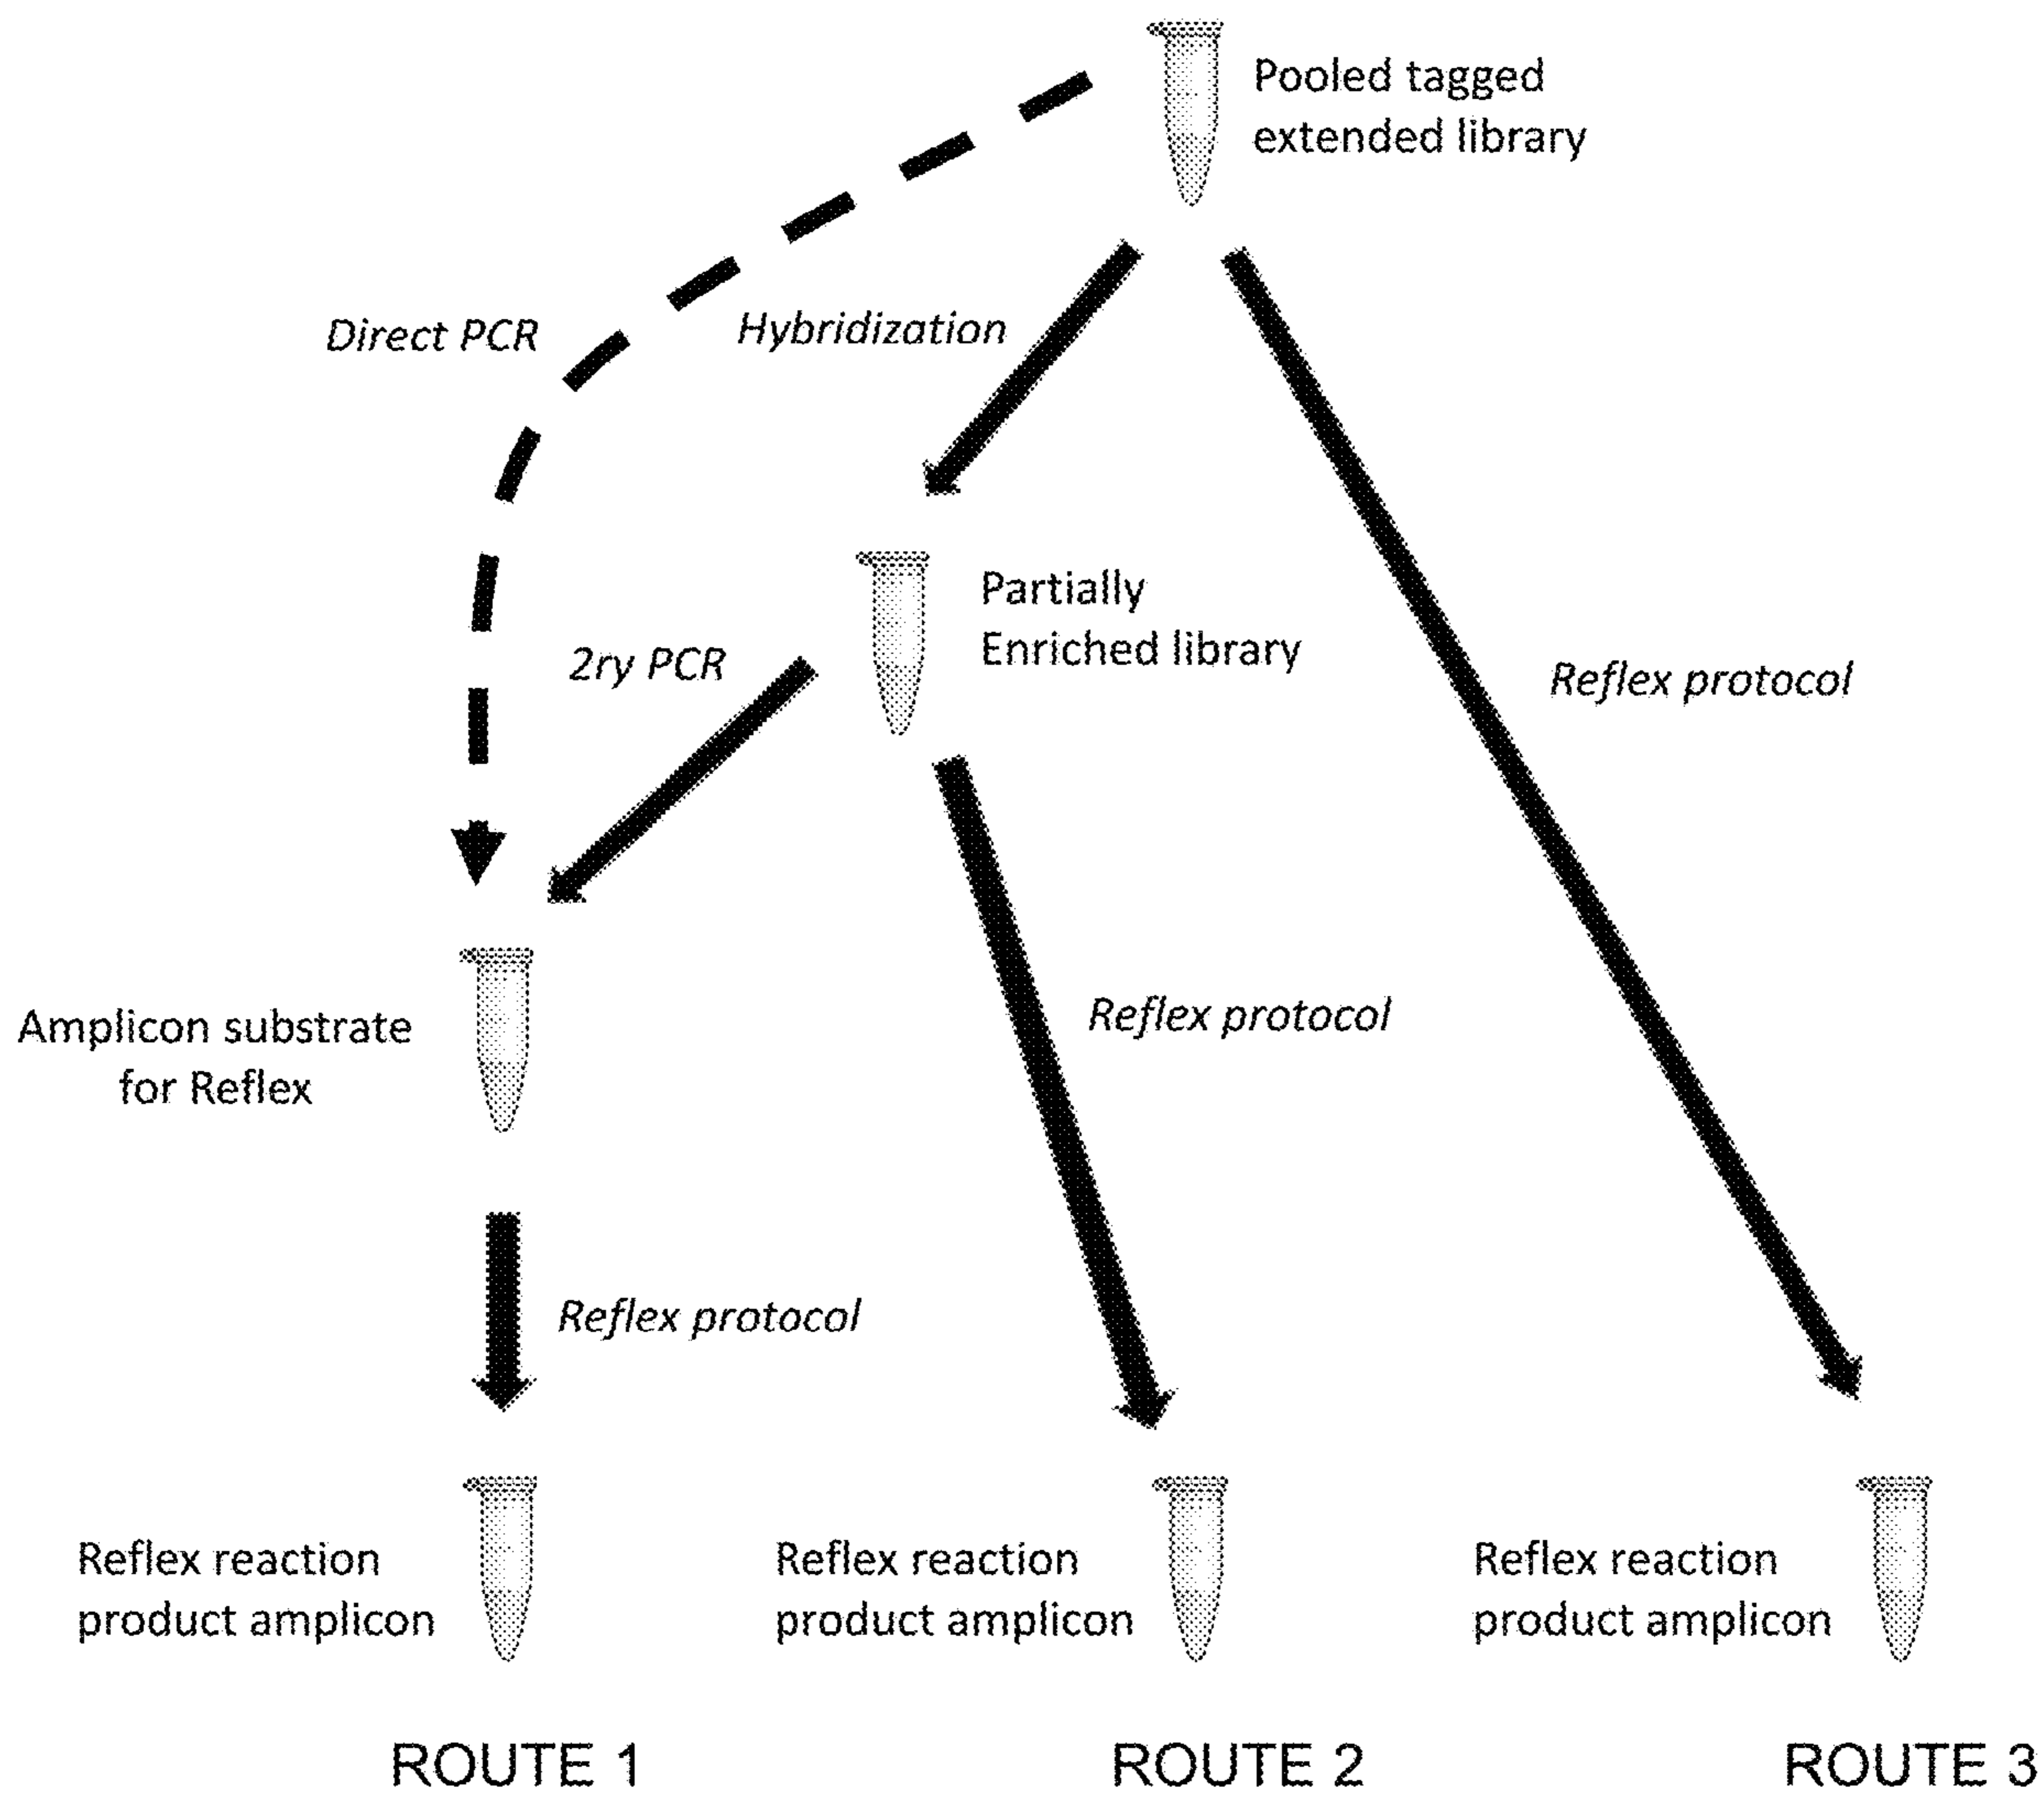 Pooled tagged
extended library
Direct PCR
Hybridization
Partially
Enriched library
2ry PCR
Reflex protocol
Amplicon substrate
for Reflex
Reflex protocol
Reflex protocol
Reflex reaction
product amplicon
Reflex reaction
product amplicon
Reflex reaction
product amplicon
ROUTE 1
ROUTE 2
ROUTE 3